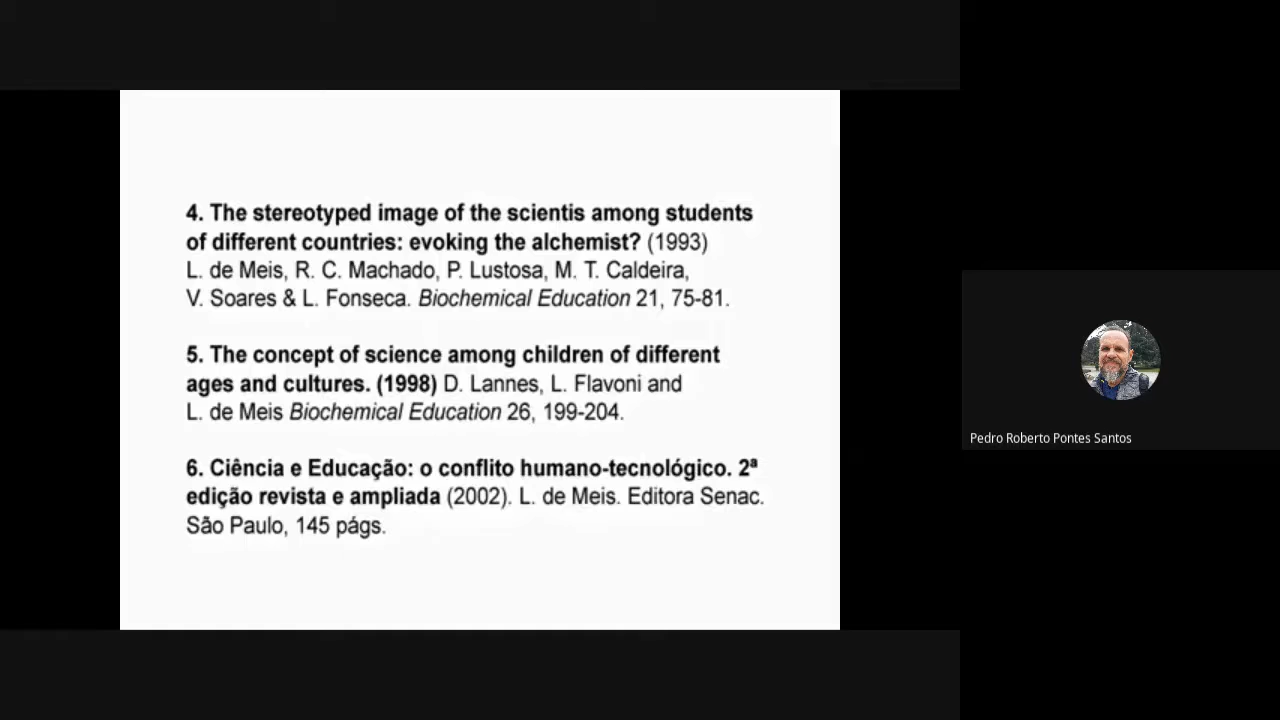 4. The stereotyped image of the scientis among students
of different countries: evoking the alchemist? (1993)
L. de Meis, R. C. Machado, P. Lustosa, M. T. Caldeira,
V. Soares & L. Fonseca. Biochemical Education 21, 75-81.
5. The concept of science among children of different
ages and cultures. (1998) D. Lannes, L. Flavoni and
L. de Meis Biochemical Education 26, 199-204.
6. Ciência e Educação: o conflito humano-tecnológico. 2ª
edição revista e ampliada (2002). L. de Meis. Editora Senac.
São Paulo, 145 págs.
Pedro Roberto Pontes Santos